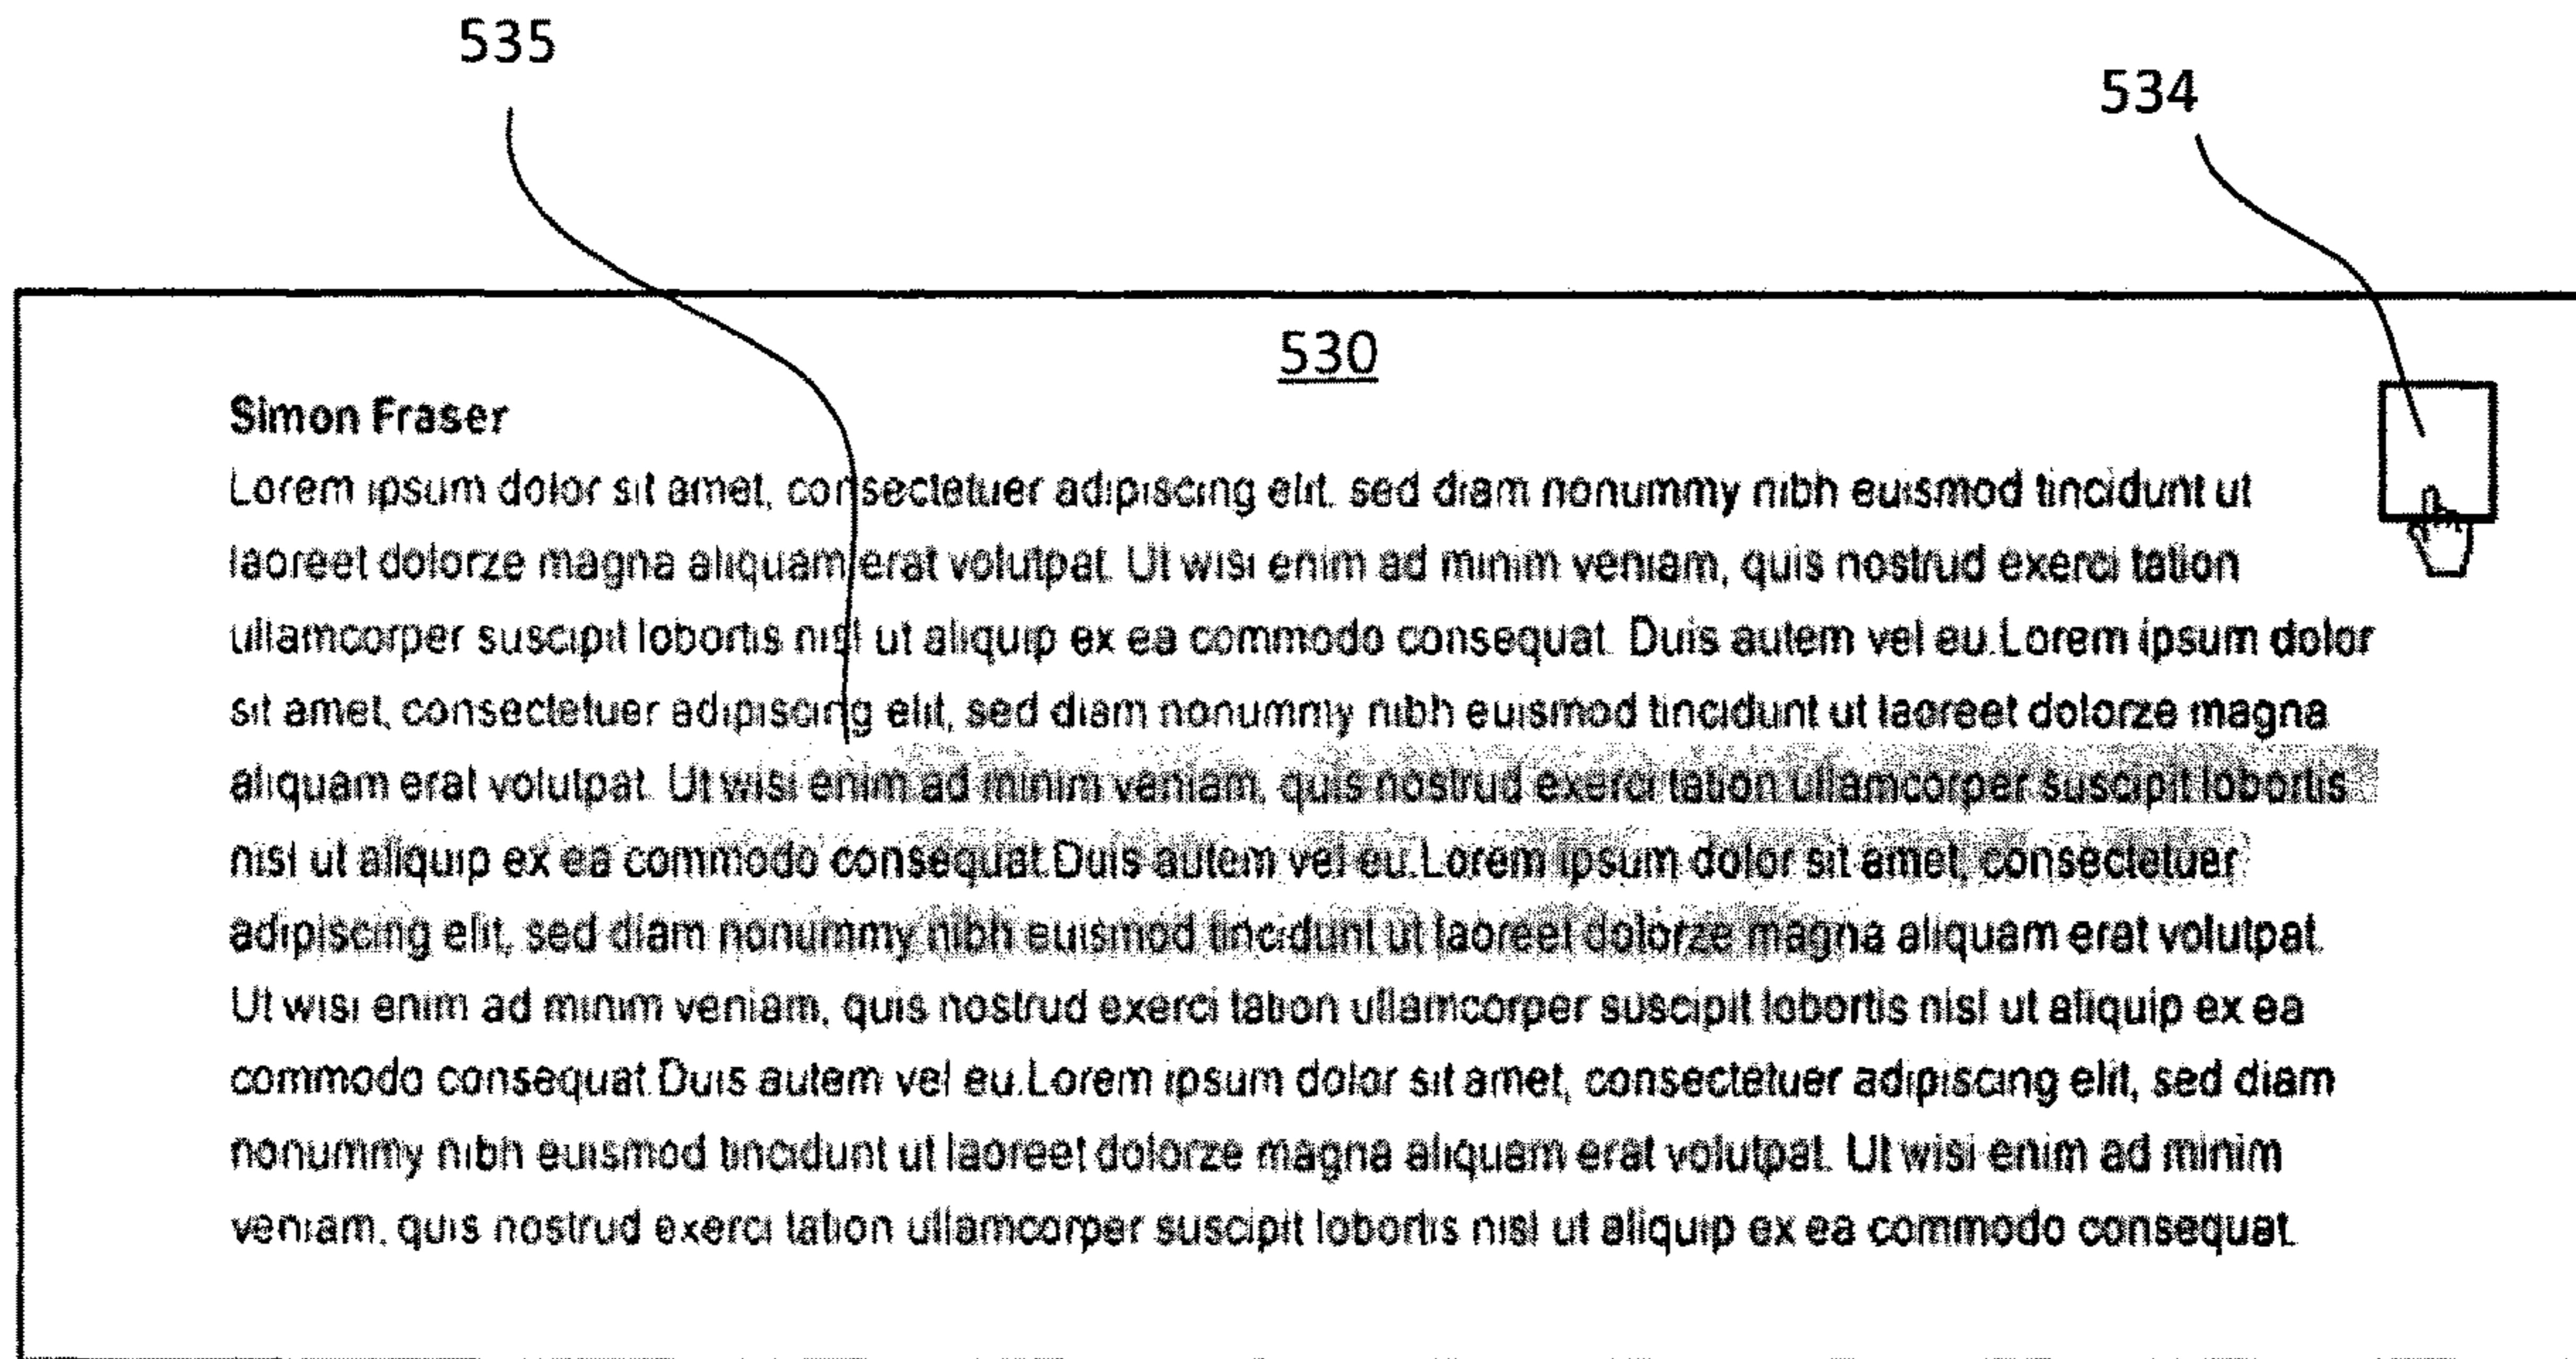 535
534
530
Simon Fraser
Lorem ipsum dolor sit amet, consectetuer adipiscing elit. sed diam nonummy nibh euismod tincidunt ut
laoreet dolorze magna aliquam erat volutpat. Ut wisi enim ad minim veniam, quis nostrud exerci tation
ullamcorper suscipit lobortis nisl ut aliquip ex ea commodo consequat. Duis autem vel eu.Lorem ipsum dolor
sit amet, consectetuer adipiscing elit, sed diam nonummy nibh euismod tincidunt ut laoreet dolorze magna
aliquam erat volutpat. Ut wisi enim ad minim veniam, quis nostrud exerci tation ullamcorper suscipit lobortis
nisl ut aliquip ex ea commodo consequat.Duis autem vel eu.Lorem ipsum dolor sit amet, consectetuer
adipiscing elit, sed diam nonummy nibh euismod tincidunt ut laoreet dolorze magna aliquam erat volutpat.
Ut wisi enim ad minim veniam, quis nostrud exerci tation ullamcorper suscipit lobortis nisl ut aliquip ex ea
commodo consequat.Duis autem vel eu.Lorem ipsum dolor sit amet, consectetuer adipiscing elit, sed diam
nonummy nibh euismod tincidunt ut laoreet dolorze magna aliquam erat volutpat. Ut wisi enim ad minim
veniam, quis nostrud exerci tation ullamcorper suscipit lobortis nisl ut aliquip ex ea commodo consequat.